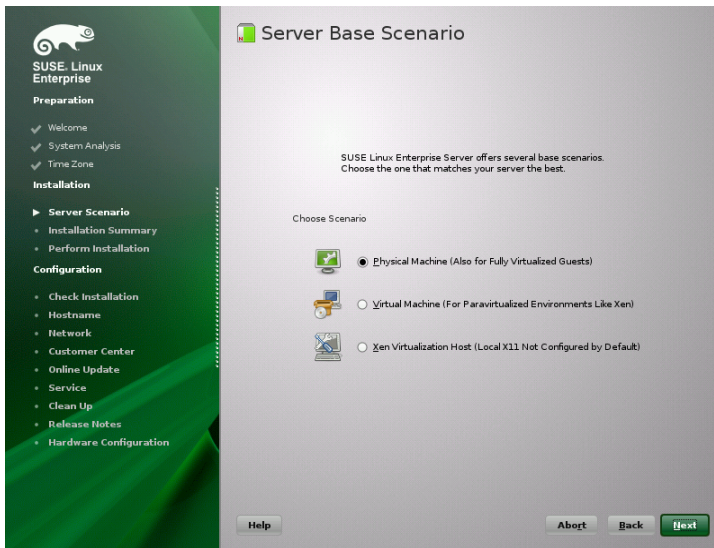 SUSE. Linux
Enterprise
Preparation
Welcome
System Analysis
Time Zone
Installation
Server Scenario
Installation Summary
Perform Installation
Configuration
Check Installation
Hostname
Network
Customer Center
Online Update
Service
Clean Up
Release Notes
Hardware Configuration
Server Base Scenario
SUSE Linux Enterprise Server offers several base scenarios.
Choose the one that matches your server the best.
Choose Scenario
Physical Machine (Also for Fully Virtualized Guests)
Virtual Machine (For Paravirtualized Environments Like Xen)
Xen Virtualization Host (Local X11 Not Configured by Default)
Help
Abort
Back
Next